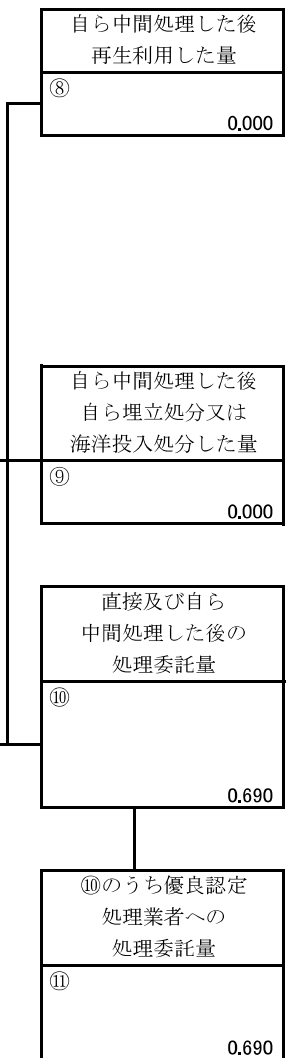 自ら中間処理した後
再生利用した量
⑧
0.000
自ら中間処理した後
自ら埋立処分又は
海洋投入処分した量
⑨
0.000
直接及び自ら
中間処理した後の
処理委託量
⑩
0.690
⑩のうち優良認定
処理業者への
処理委託量
⑪
0.690